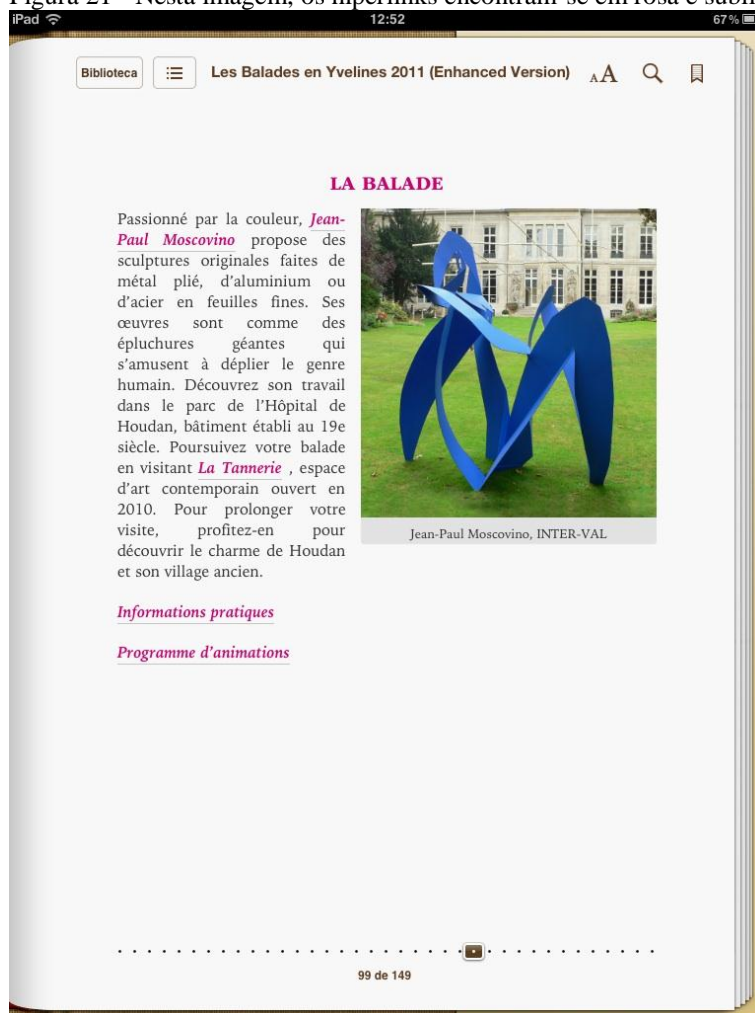 Figura 21 - Nesta imagem, os hiperlinks encontram-se em rosa e
iPad 12:52 67%
Biblioteca Les Balades en Yvelines 2011 (Enhanced Version) AA
LA BALADE
Passionné par la couleur, Jean-
Paul Moscovino propose des
sculptures originales faites de
métal plié, d’aluminium ou
d’acier en feuilles fines. Ses
œuvres sont comme des
épluchures géantes qui
s’amusent à déplier le genre
humain. Découvrez son travail
dans le parc de l’Hôpital de
Houdan, bâtiment établi au 19e
siècle. Poursuivez votre balade
en visitant La Tannerie , espace
d’art contemporain ouvert en
2010. Pour prolonger votre
visite, profitez-en pour
découvrir le charme de Houdan
et son village ancien.
Jean-Paul Moscovino, INTER-VAL
Informations pratiques
Programme d’animations
99 de 149